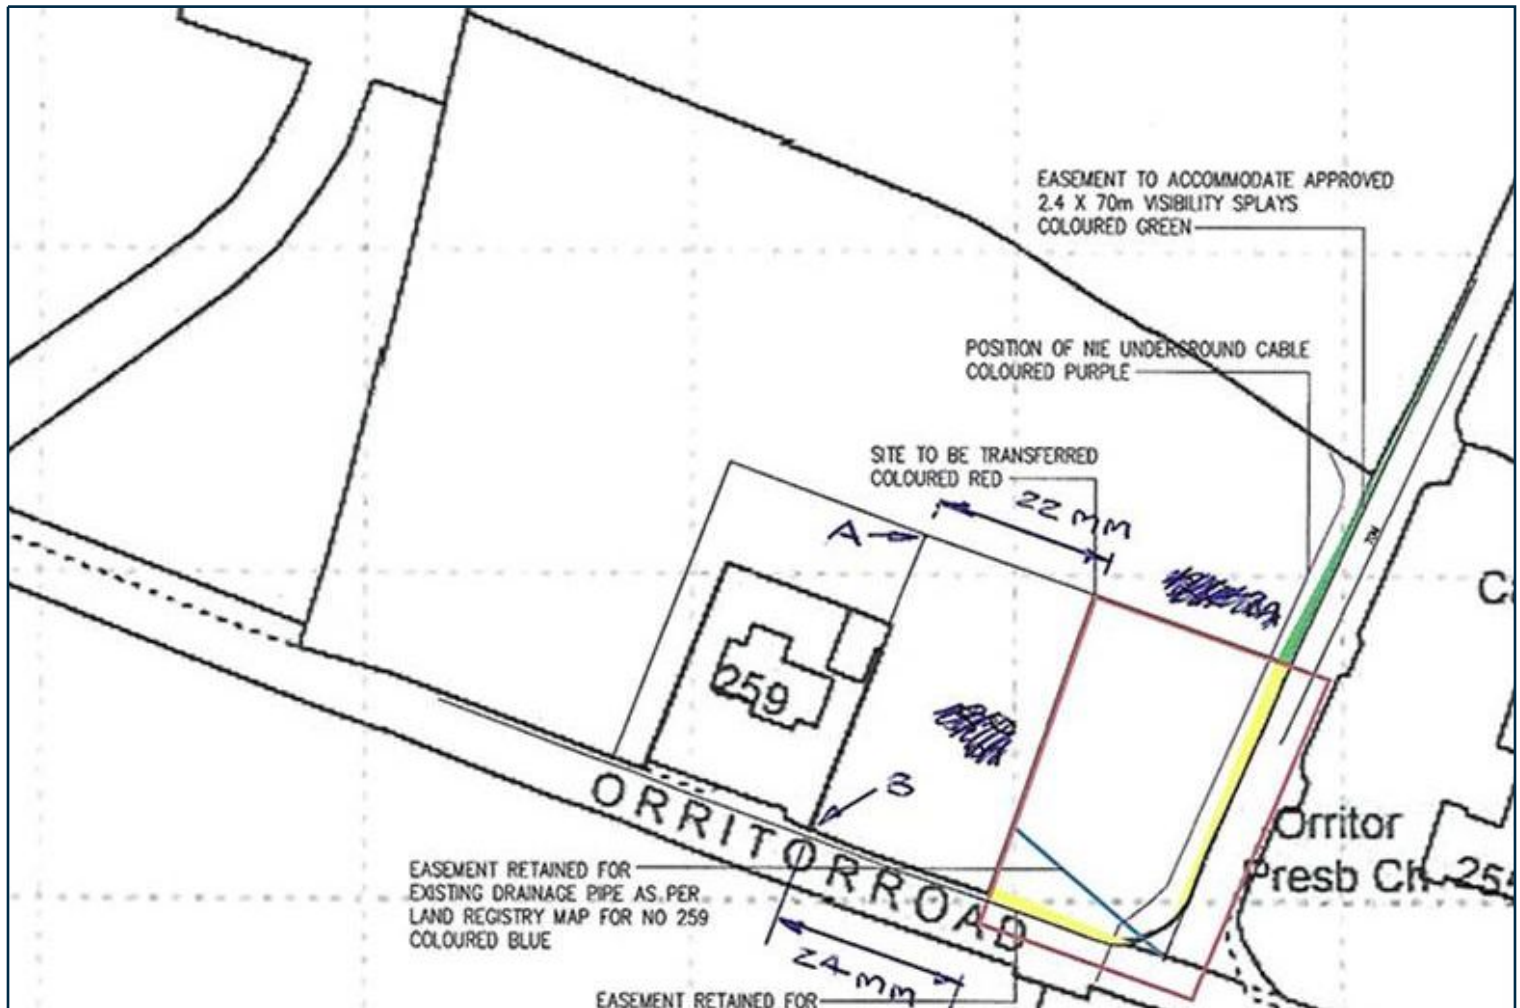 EASEMENT TO ACCOMMODATE APPROVED
2.4 X 70m VISIBILITY SPLAYS
COLOURED GREEN
POSITION OF NIE UNDERGROUND CABLE
COLOURED PURPLE
SITE TO BE TRANSFERRED
COLOURED RED
22 MM
A
70M
259
B
ORRITOR ROAD
Orritor
Presb Ch
EASEMENT RETAINED FOR
EXISTING DRAINAGE PIPE AS PER
LAND REGISTRY MAP FOR NO 259
COLOURED BLUE
24 MM
EASEMENT RETAINED FOR